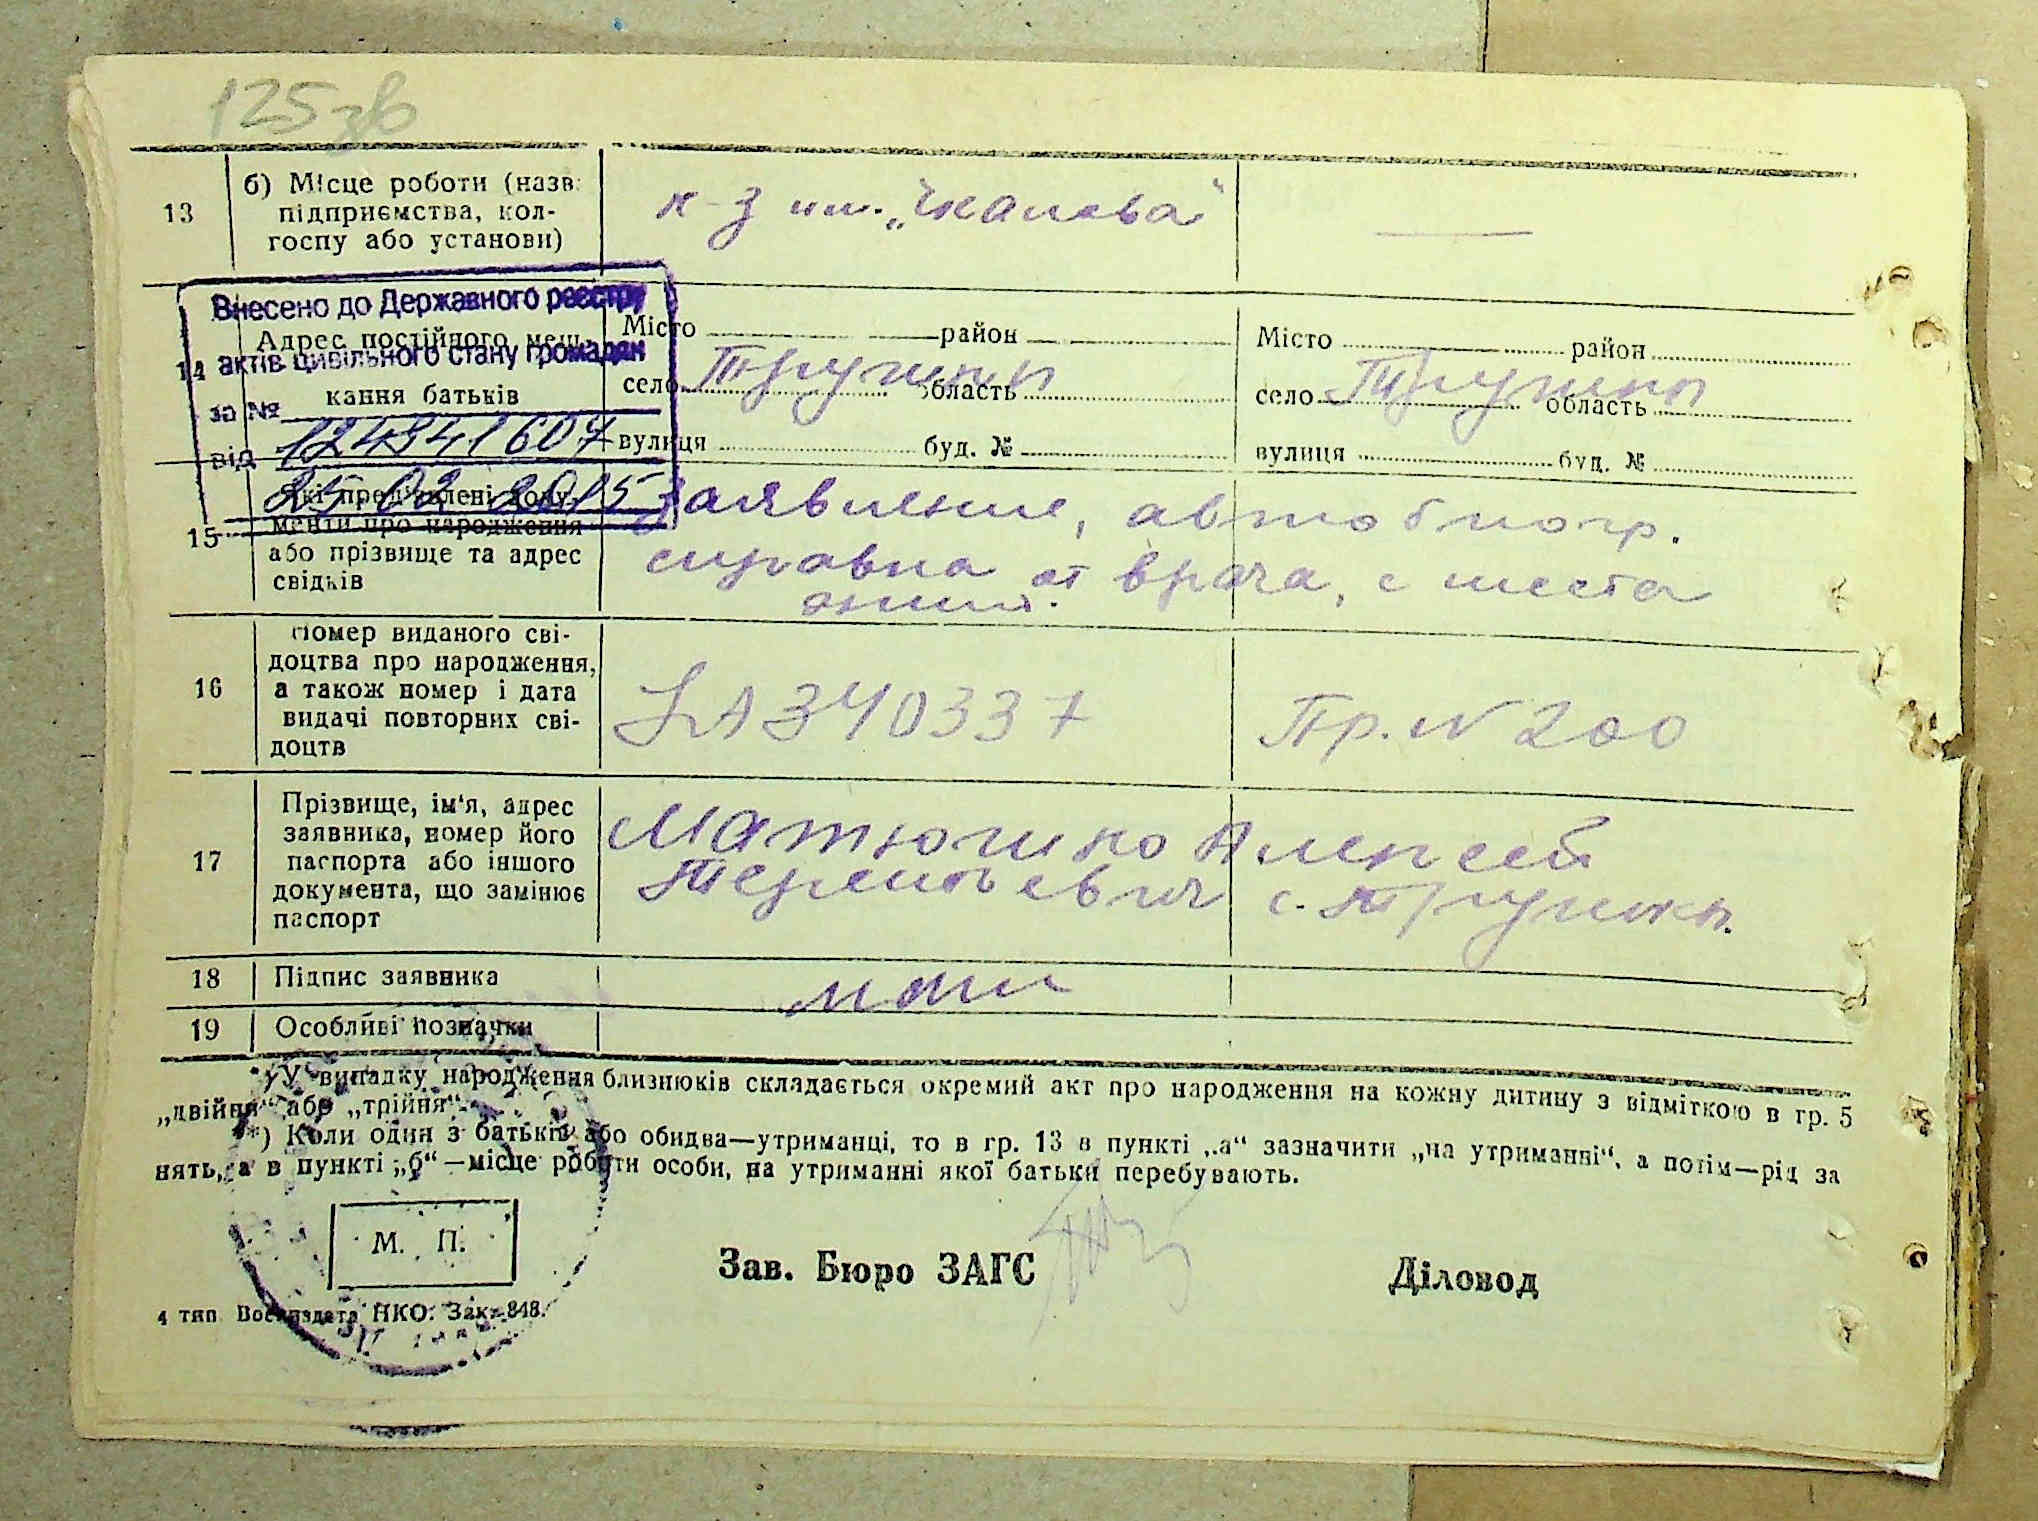 125зв
13
б) Місце роботи (назв.
підприємства, кол-
госпу або установи)
к-з им. „Чкалова"
Внесено до Державного реєстру
актів цивільного стану громадян
за № 124341607
від 25 02 2015
14
Адрес постійного меш-
кання батьків
Місто район
село Трушки область
вулиця буд. №
Місто район
село Трушки область
вулиця буд. №
15
Які пред'явлені доку-
менти про народження
або прізвище та адрес
свідків
Заявление, автобиогр.
справка от врача, с места
16
Номер виданого сві-
доцтва про народження,
а також номер і дата
видачі повторних сві-
доцтв
340337
Пр. N 200
17
Прізвище, ім'я, адрес
заявника, номер його
паспорта або іншого
документа, що замінює
паспорт
Алексей
с. Трушки.
18
Підпис заявника
19
Особливі позначки
*) У випадку народження близнюків складається окремий акт про народження на кожну дитину з відміткою в гр. 5
„двійня" або „трійня".
*) Коли один з батьків або обидва—утриманці, то в гр. 13 в пункті „а" зазначити „на утриманні", а потім—рід за
нять, а в пункті „б"—місце роботи особи, на утриманні якої батьки перебувають.
М. П.
Зав. Бюро ЗАГС
Діловод
4 тип Воениздата НКО. Зак. 848.